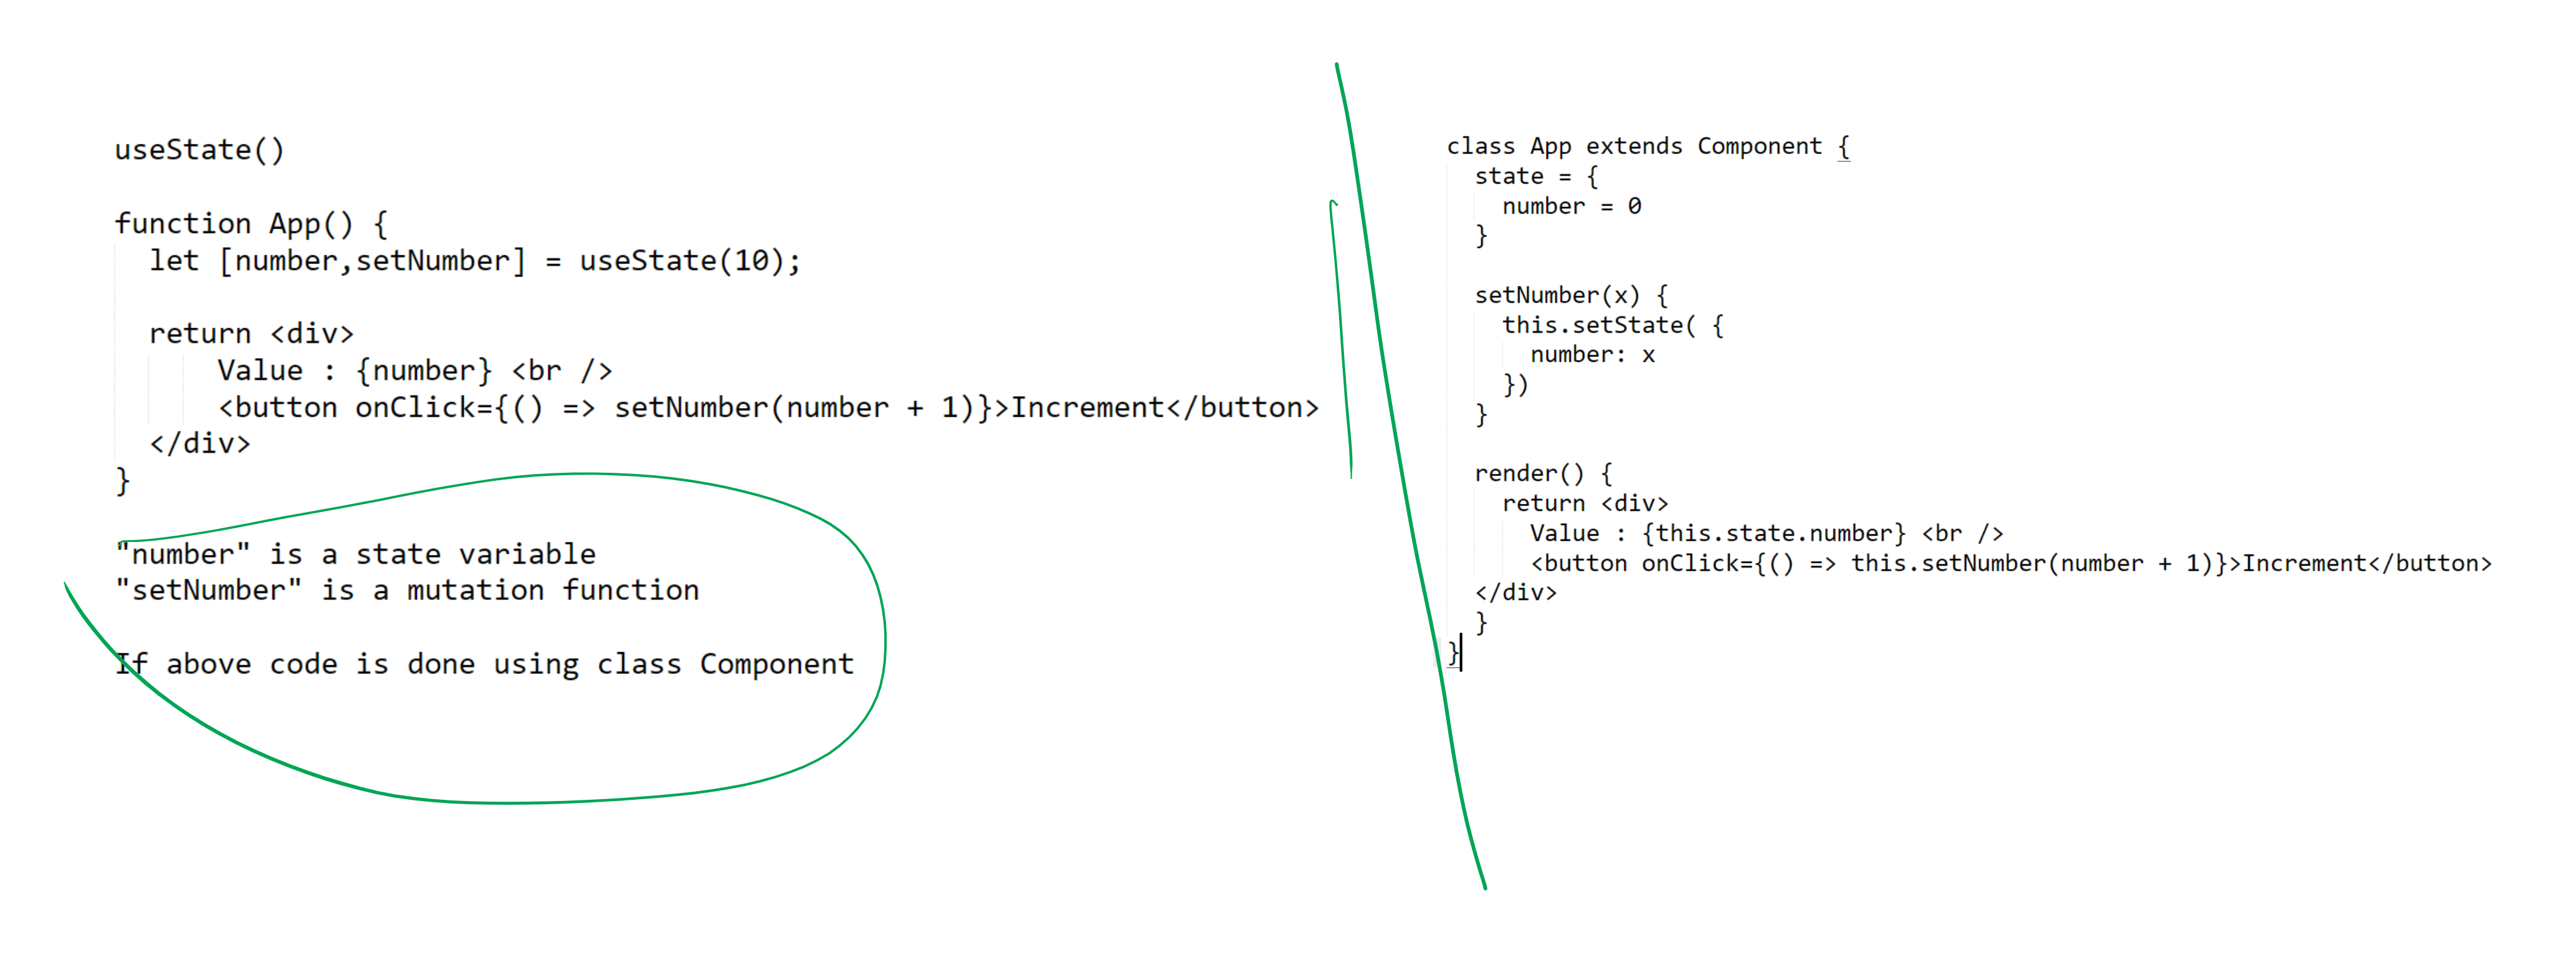 useState()
function App() {
let [number,setNumber] = useState(10);
return <div>
Value : {number} <br />
<button onClick={() => setNumber(number + 1)}>Increment</button>
</div>
}
"number" is a state variable
"setNumber" is a mutation function
If above code is done using class Component
class App extends Component {
state = {
number = 0
}
setNumber(x) {
this.setState( {
number: x
})
}
render() {
return <div>
Value : {this.state.number} <br />
<button onClick={() => this.setNumber(number + 1)}>Increment</button>
</div>
}
}